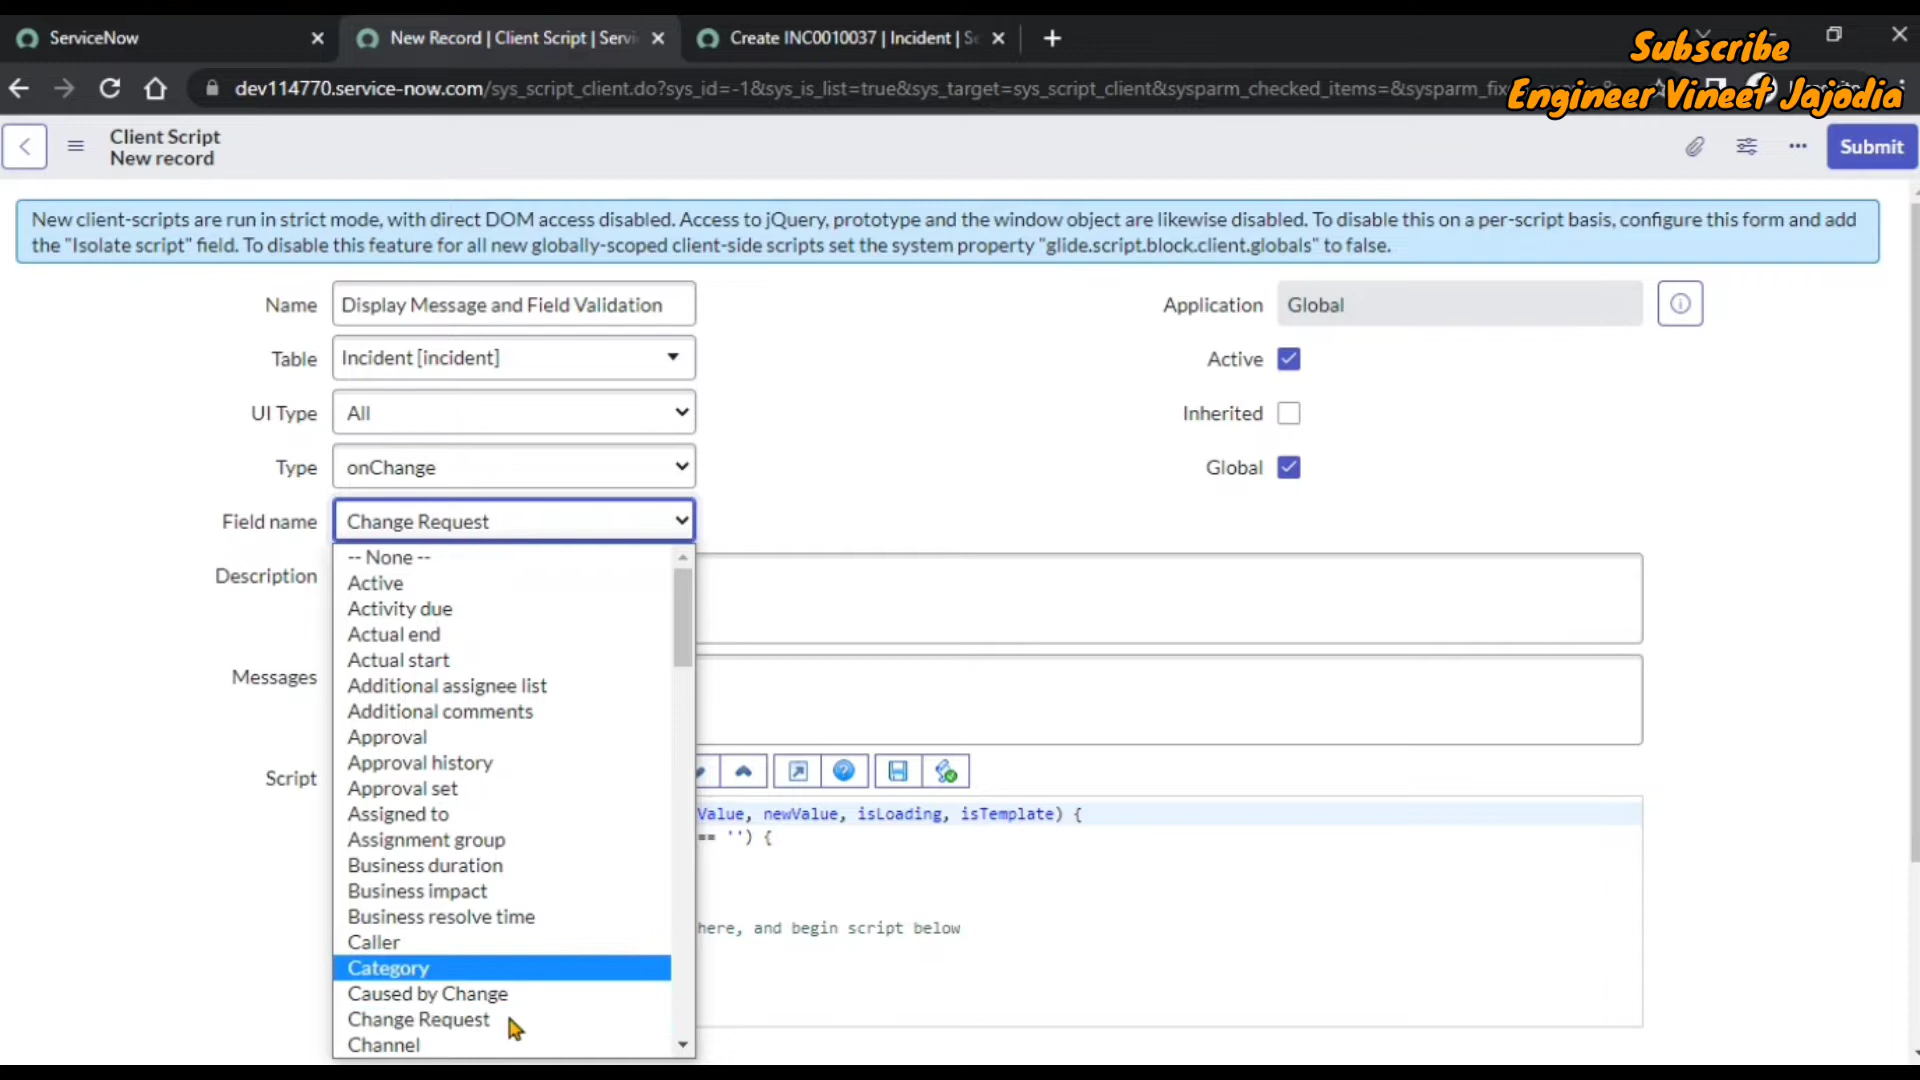 ServiceNow
New Record | Client Script | Servi
Create INC0010037 | Incident | S
Subscribe
dev114770.service-now.com/sys_script_client.do?sys_id=-1&sys_is_list=true&sys_target=sys_script_client&sysparm_checked_items=&sysparm_fix
Engineer Vineet Jajodia
Client Script
New record
Submit
New client-scripts are run in strict mode, with direct DOM access disabled. Access to jQuery, prototype and the window object are likewise disabled. To disable this on a per-script basis, configure this form and add
the "Isolate script" field. To disable this feature for all new globally-scoped client-side scripts set the system property "glide.script.block.client.globals" to false.
Name Display Message and Field Validation
Application Global
Table Incident [incident]
Active
UI Type All
Inherited
Type onChange
Global
Field name Change Request
-- None --
Active
Activity due
Actual end
Actual start
Additional assignee list
Additional comments
Approval
Approval history
Approval set
Assigned to
Assignment group
Business duration
Business impact
Business resolve time
Caller
Category
Caused by Change
Change Request
Channel
Description
Messages
Script
Value, newValue, isLoading, isTemplate) {
== '') {
here, and begin script below